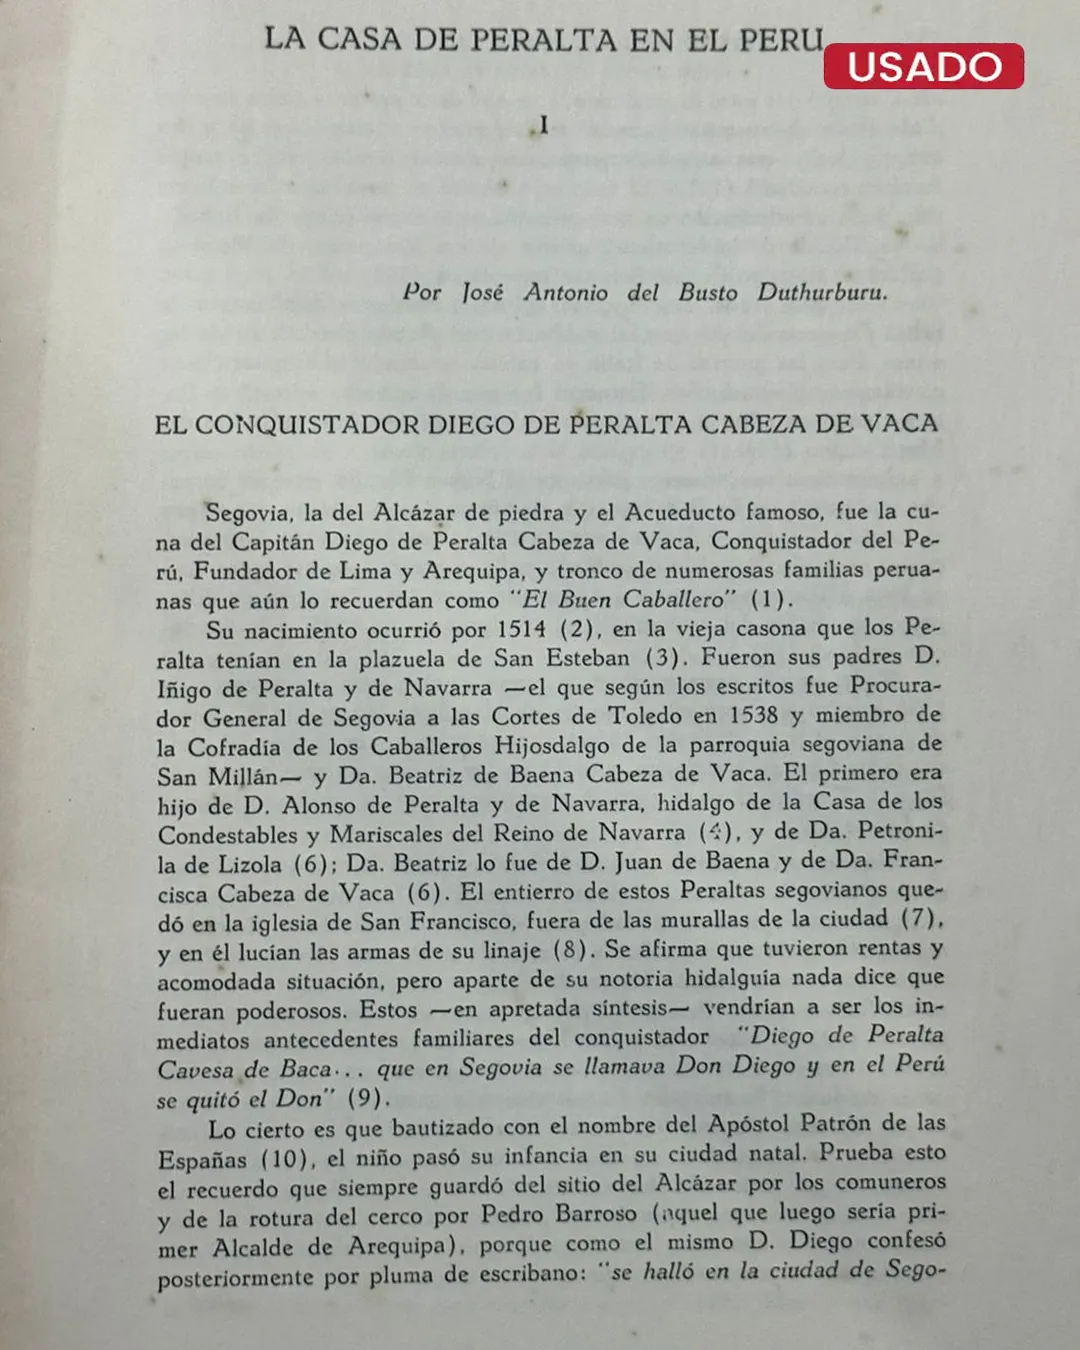 LA CASA DE PERALTA EN EL PERU
USADO
I
Por José Antonio del Busto Duthurburu.
EL CONQUISTADOR DIEGO DE PERALTA CABEZA DE VACA
Segovia, la del Alcázar de piedra y el Acueducto famoso, fue la cu-
na del Capitán Diego de Peralta Cabeza de Vaca, Conquistador del Pe-
rú, Fundador de Lima y Arequipa, y tronco de numerosas familias perua-
nas que aún lo recuerdan como "El Buen Caballero" (1).
Su nacimiento ocurrió por 1514 (2), en la vieja casona que los Pe-
ralta tenían en la plazuela de San Esteban (3). Fueron sus padres D.
Iñigo de Peralta y de Navarra —el que según los escritos fue Procura-
dor General de Segovia a las Cortes de Toledo en 1538 y miembro de
la Cofradía de los Caballeros Hijosdalgo de la parroquia segoviana de
San Millán— y Da. Beatriz de Baena Cabeza de Vaca. El primero era
hijo de D. Alonso de Peralta y de Navarra, hidalgo de la Casa de los
Condestables y Mariscales del Reino de Navarra (4), y de Da. Petroni-
la de Lizola (6); Da. Beatriz lo fue de D. Juan de Baena y de Da. Fran-
cisca Cabeza de Vaca (6). El entierro de estos Peraltas segovianos que-
dó en la iglesia de San Francisco, fuera de las murallas de la ciudad (7),
y en él lucían las armas de su linaje (8). Se afirma que tuvieron rentas y
acomodada situación, pero aparte de su notoria hidalguía nada dice que
fueran poderosos. Estos —en apretada síntesis— vendrían a ser los in-
mediatos antecedentes familiares del conquistador "Diego de Peralta
Cavesa de Baca... que en Segovia se llamava Don Diego y en el Perú
se quitó el Don" (9).
Lo cierto es que bautizado con el nombre del Apóstol Patrón de las
Españas (10), el niño pasó su infancia en su ciudad natal. Prueba esto
el recuerdo que siempre guardó del sitio del Alcázar por los comuneros
y de la rotura del cerco por Pedro Barroso (aquel que luego sería pri-
mer Alcalde de Arequipa), porque como el mismo D. Diego confesó
posteriormente por pluma de escribano: "se halló en la ciudad de Sego-